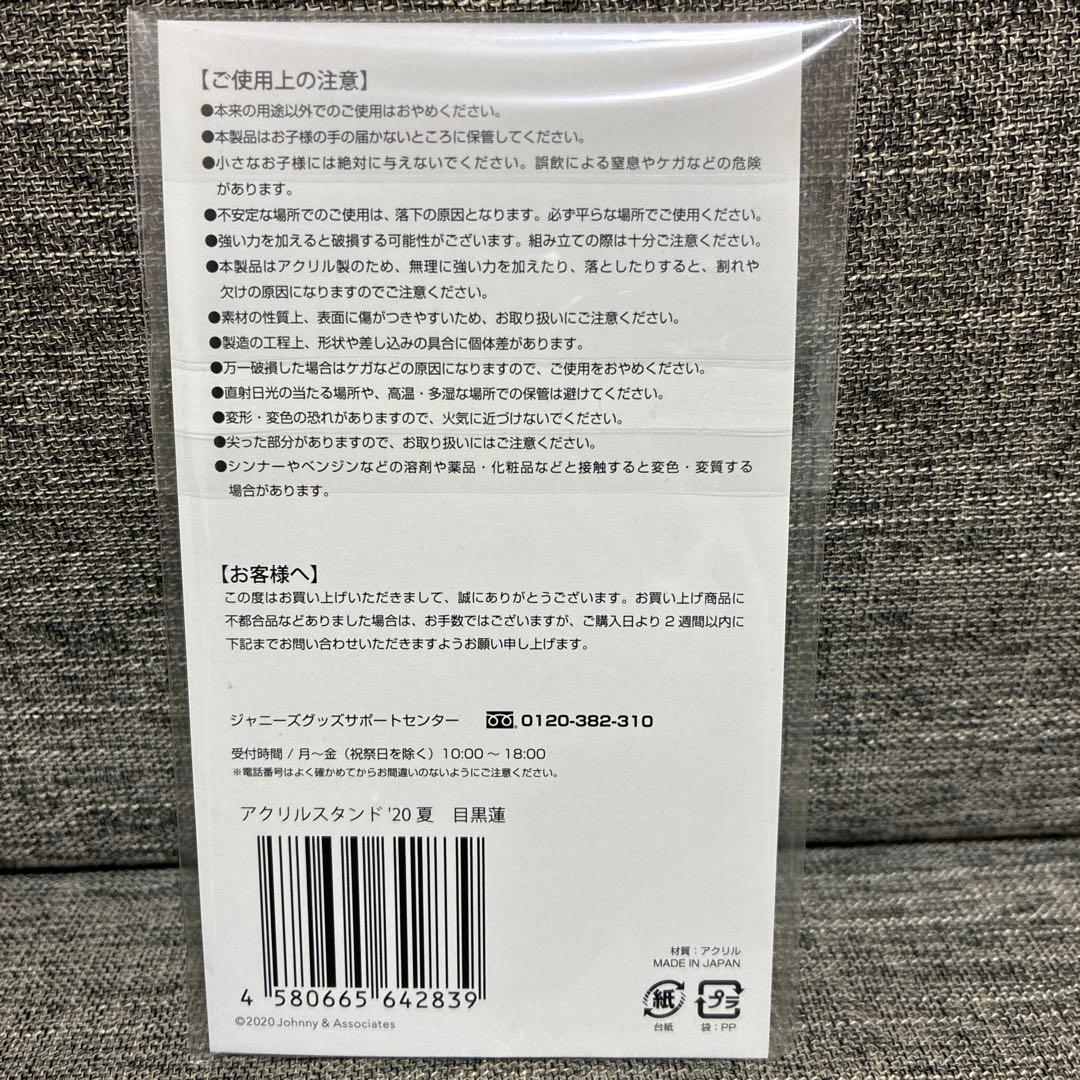 【ご使用上の注意】
●本来の用途以外でのご使用はおやめください。
●本製品はお子様の手の届かないところに保管してください。
●小さなお子様には絶対に与えないでください。誤飲による窒息やケガなどの危険
があります。
●不安定な場所でのご使用は、落下の原因となります。必ず平らな場所でご使用ください。
●強い力を加えると破損する可能性がございます。組み立ての際は十分ご注意ください。
●本製品はアクリル製のため、無理に強い力を加えたり、落としたりすると、割れや
欠けの原因になりますのでご注意ください。
●素材の性質上、表面に傷がつきやすいため、お取り扱いにご注意ください。
●製造の工程上、形状や差し込みの具合に個体差があります。
●万一破損した場合はケガなどの原因になりますので、ご使用をおやめください。
●直射日光の当たる場所や、高温・多湿な場所での保管は避けてください。
●変形・変色の恐れがありますので、火気に近づけないでください。
●尖った部分がありますので、お取り扱いにはご注意ください。
●シンナーやベンジンなどの溶剤や薬品・化粧品などと接触すると変色・変質する
場合があります。
【お客様へ】
この度はお買い上げいただきまして、誠にありがとうございます。お買い上げ商品に
不都合品などありました場合は、お手数ではございますが、ご購入日より2週間以内に
下記までお問い合わせいただきますようお願い申し上げます。
ジャニーズグッズサポートセンター 0120-382-310
受付時間 / 月〜金（祝祭日を除く）10:00 〜 18:00
※電話番号はよく確かめてからお間違いのないようにご注意ください。
アクリルスタンド '20 夏 目黒蓮
4 580665 642839
©2020 Johnny & Associates
材質：アクリル
MADE IN JAPAN
紙 プラ
台紙 袋：PP